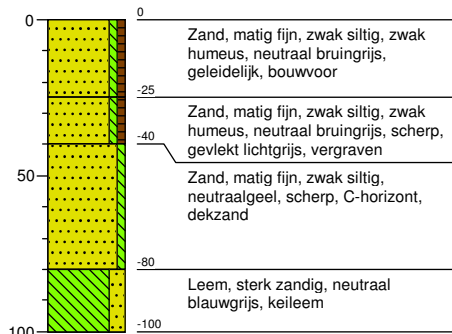 0
0
Zand, matig fijn, zwak siltig, zwak
humeus, neutraal bruingrijs,
geleidelijk, bouwvoor
-25
Zand, matig fijn, zwak siltig, zwak
humeus, neutraal bruingrijs, scherp,
gevlekt lichtgrijs, vergraven
-40
50
Zand, matig fijn, zwak siltig,
neutraalgeel, scherp, C-horizont,
dekzand
-80
Leem, sterk zandig, neutraal
blauwgrijs, keileem
100
-100